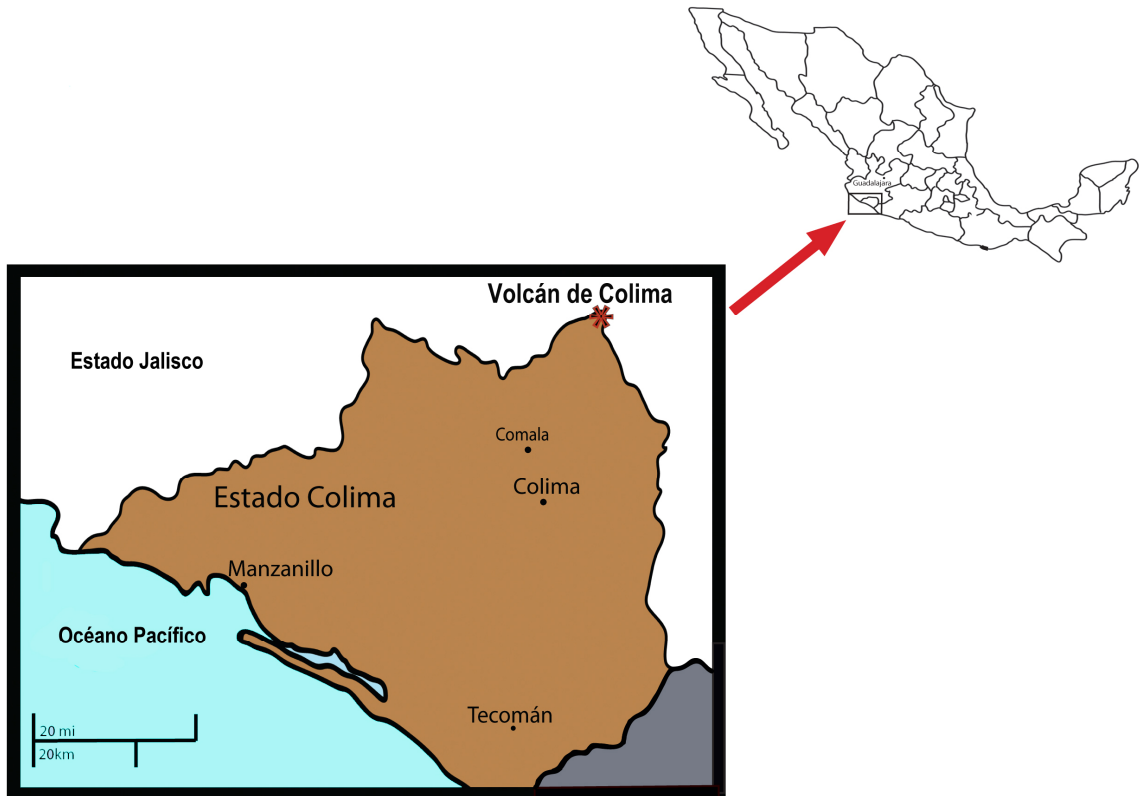 Guadalajara
Volcán de Colima
Estado Jalisco
Comala
Colima
Estado Colima
Manzanillo
Océano Pacífico
Tecomán
20 mi
20km